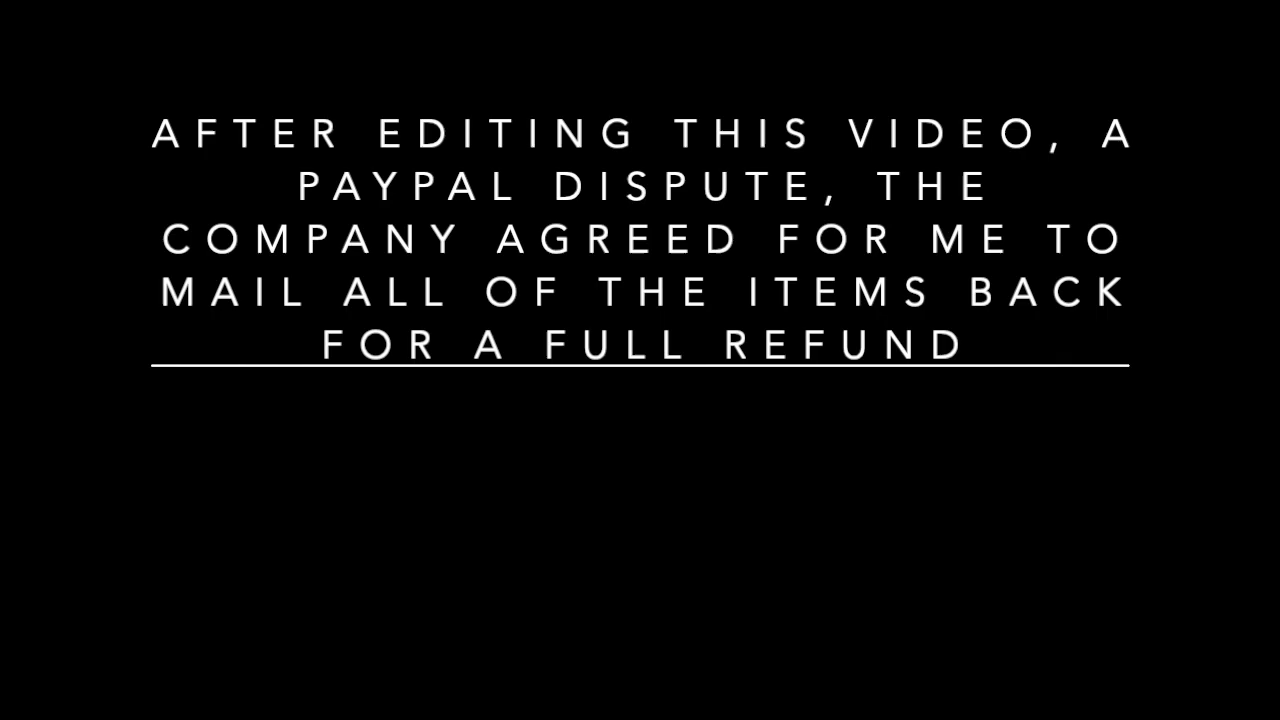 AFTER EDITING THIS VIDEO, A
PAYPAL DISPUTE, THE
COMPANY AGREED FOR ME TO
MAIL ALL OF THE ITEMS BACK
FOR A FULL REFUND